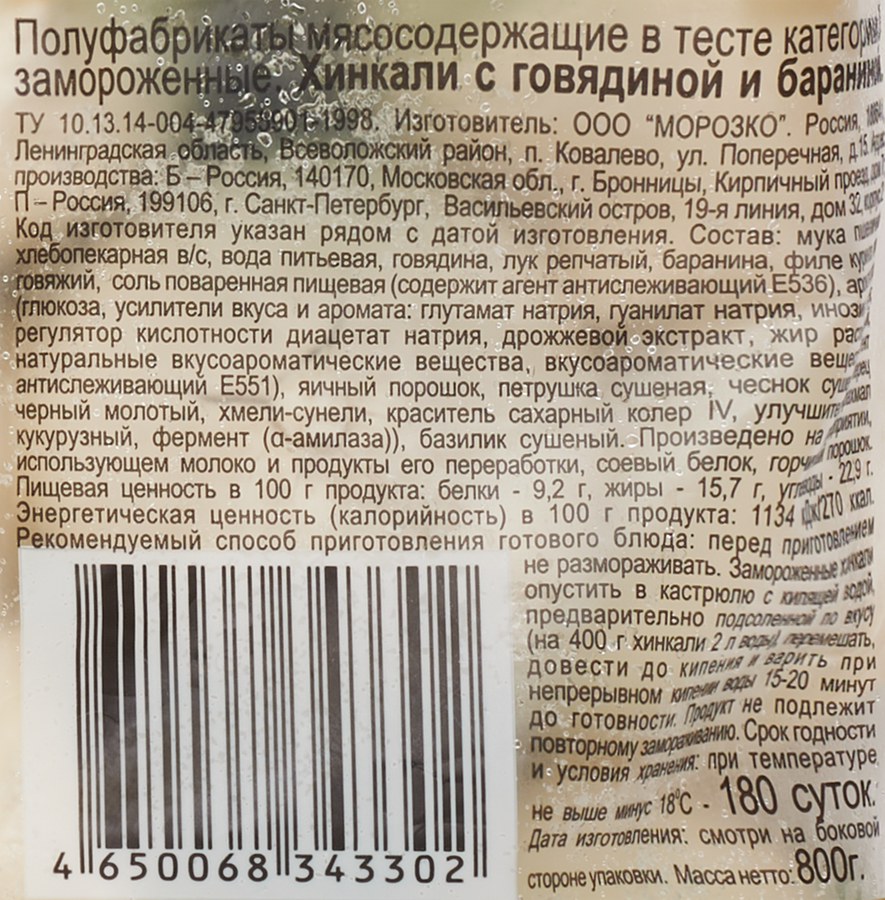 Полуфабрикаты мясосодержащие в тесте
замороженные. Хинкали с говядиной и
ТУ 10.13.14-004-47958901-1998. Изготовитель: ООО “МОРОЗКО”. Россия,
Ленинградская область, Всеволожский район, п. Ковалево, ул. Поперечная, д.15.
производства: Б – Россия, 140170, Московская обл., г. Бронницы, Кирпичный
П – Россия, 199106, г. Санкт-Петербург, Васильевский остров, 19-я линия, дом 32,
Код изготовителя указан рядом с датой изготовления. Состав: мука
хлебопекарная в/с, вода питьевая, говядина, лук репчатый, баранина, филе
говяжий, соль поваренная пищевая (содержит агент антислеживающий Е536),
(глюкоза, усилители вкуса и аромата: глутамат натрия, гуанилат натрия,
регулятор кислотности диацетат натрия, дрожжевой экстракт, жир
натуральные вкусоароматические вещества, вкусоароматические
антислеживающий Е551), яичный порошок, петрушка сушеная, чеснок
черный молотый, хмели-сунели, краситель сахарный колер IV,
кукурузный, фермент (α-амилаза)), базилик сушеный. Произведено на
использующем молоко и продукты его переработки, соевый белок, порошок.
Пищевая ценность в 100 г продукта: белки - 9,2 г, жиры - 15,7 г, углеводы - 22,9 г.
Энергетическая ценность (калорийность) в 100 г продукта: 1134 кДж/270 ккал.
Рекомендуемый способ приготовления готового блюда: перед приготовлением
не размораживать. Замороженные хинкали
опустить в кастрюлю с кипящей водой,
предварительно подсоленной по вкусу
(на 400 г хинкали 2 л воды), перемешать,
довести до кипения и варить при
непрерывном кипении воды 15-20 минут
до готовности. Продукт не подлежит
повторному замораживанию. Срок годности
и условия хранения: при температуре
не выше минус 18°С - 180 суток.
Дата изготовления: смотри на боковой
стороне упаковки. Масса нетто: 800г.
4 650068 343302